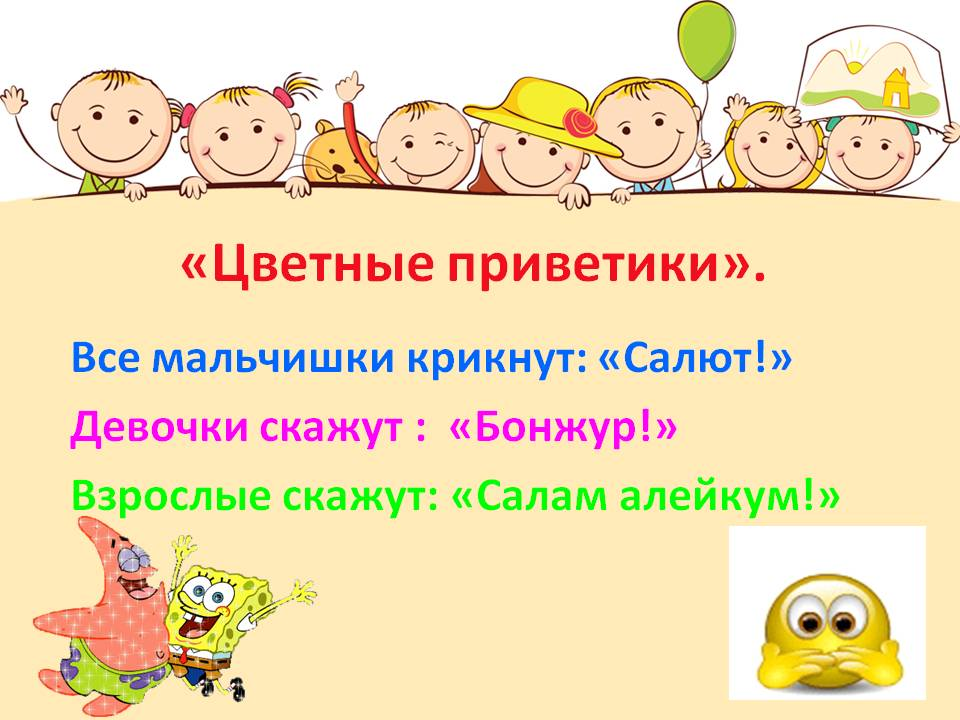 «Цветные приветики».
Все мальчишки крикнут: «Салют!»
Девочки скажут :  «Бонжур!»
Взрослые скажут: «Салам алейкум!»